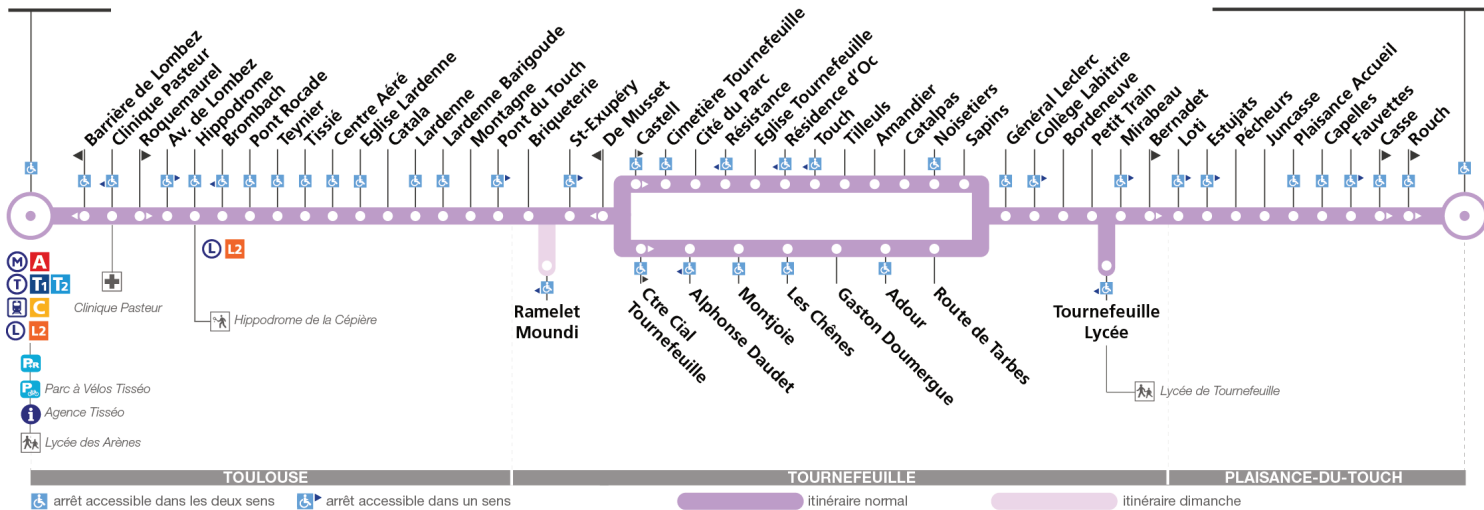 Barrière de Lombez
Clinique Pasteur
Roquemaurel
Av. de Lombez
Hippodrome
Brombach
Pont Rocade
Teynier
Tissié
Centre Aéré
Eglise Lardenne
Catala
Lardenne
Lardenne Barigoude
Montagne
Pont du Touch
Briqueterie
St-Exupéry
De Musset
Castell
Cimetière Tournefeuille
Cité du Parc
Résistance
Eglise Tournefeuille
Résidence d'Oc
Touch
Tilleuls
Amandier
Catalpas
Noisetiers
Sapins
Général Leclerc
Collège Labitrie
Bordeneuve
Petit Train
Mirabeau
Bernadet
Loti
Estujats
Pécheurs
Juncasse
Plaisance Accueil
Capelles
Fauvettes
Casse
Rouch
M A
T T1 T2
C
L L2
L L2
Clinique Pasteur
Hippodrome de la Cépière
Ramelet
Moundi
Ctre Cial
Tournefeuille
Alphonse Daudet
Montjoie
Les Chênes
Gaston Doumergue
Adour
Route de Tarbes
Tournefeuille
Lycée
Lycée de Tournefeuille
P+R
P
Parc à Vélos Tisséo
i
Agence Tisséo
Lycée des Arènes
TOULOUSE
TOURNEFEUILLE
PLAISANCE-DU-TOUCH
arrêt accessible dans les deux sens
arrêt accessible dans un sens
itinéraire normal
itinéraire dimanche